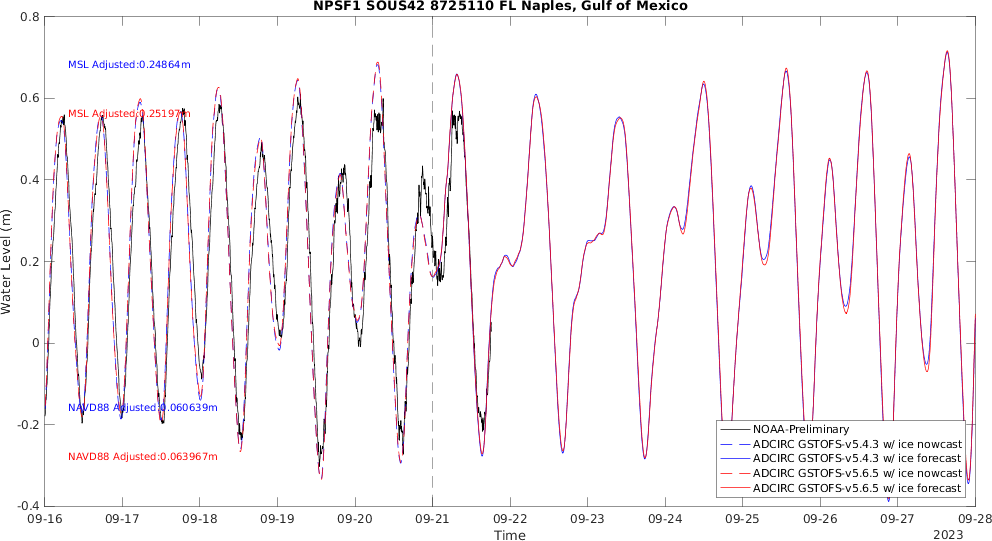 NPSF1 SOUS42 8725110 FL Naples, Gulf of Mexico
0.8
0.6
0.4
0.2
0
-0.2
-0.4
Water Level (m)
MSL Adjusted:0.24864m
MSL Adjusted:0.25197m
NAVD88 Adjusted:0.060639m
NAVD88 Adjusted:0.063967m
NOAA-Preliminary
ADCIRC GSTOFS-v5.4.3 w/ ice nowcast
ADCIRC GSTOFS-v5.4.3 w/ ice forecast
ADCIRC GSTOFS-v5.6.5 w/ ice nowcast
ADCIRC GSTOFS-v5.6.5 w/ ice forecast
09-16 09-17 09-18 09-19 09-20 09-21 09-22 09-23 09-24 09-25 09-26 09-27 09-28
Time
2023